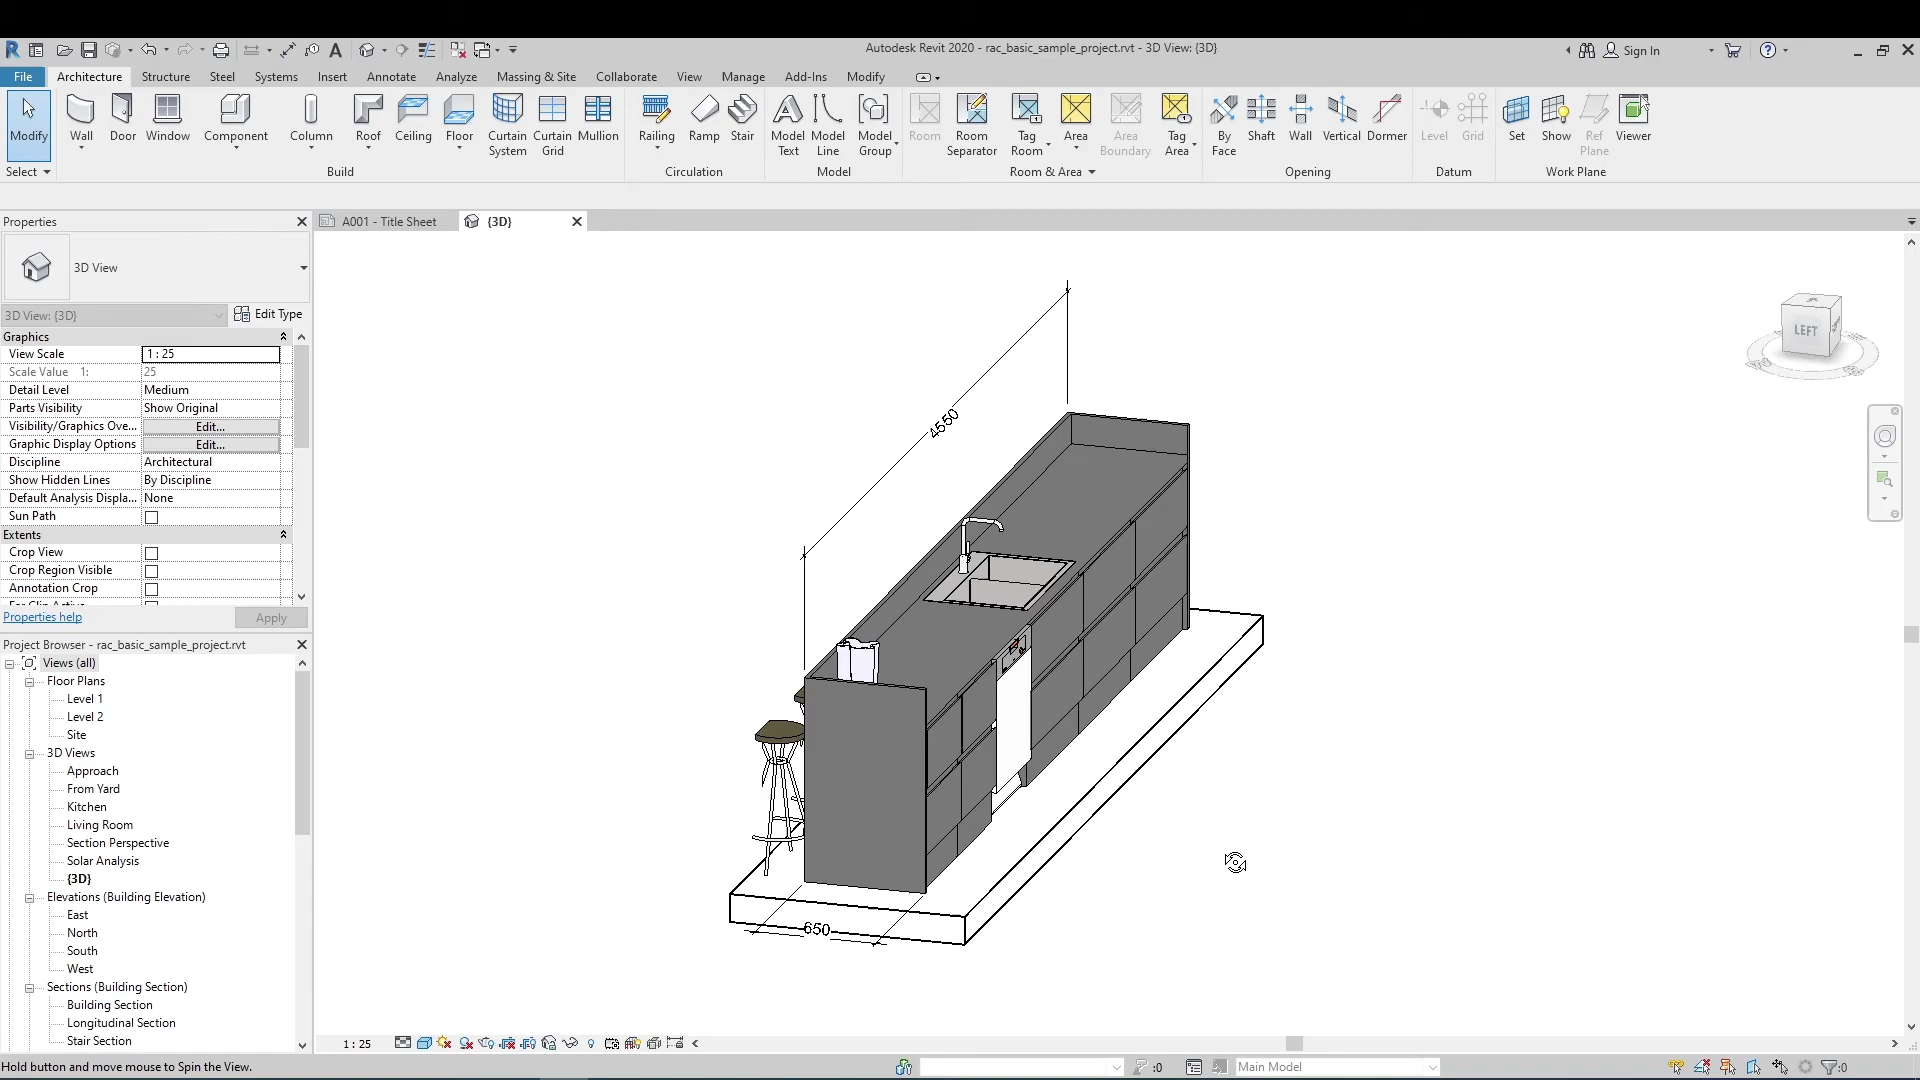 Autodesk Revit 2020 - rac_basic_sample_project.rvt - 3D View: {3D}
Sign In
File Architecture Structure Steel Systems Insert Annotate Analyze Massing & Site Collaborate View Manage Add-Ins Modify
Modify Wall Door Window Component Column Roof Ceiling Floor Curtain System Curtain Grid Mullion Railing Ramp Stair Model Text Model Line Model Group Room Room Separator Tag Room Area Area Boundary Tag Area By Face Shaft Wall Vertical Dormer Level Grid Set Show Ref Plane Viewer
Select Build Circulation Model Room & Area Opening Datum Work Plane
Properties
A001 - Title Sheet
{3D}
3D View
3D View: {3D}
Edit Type
Graphics
View Scale 1 : 25
Scale Value 1: 25
Detail Level Medium
Parts Visibility Show Original
Visibility/Graphics Ove... Edit...
Graphic Display Options Edit...
Discipline Architectural
Show Hidden Lines By Discipline
Default Analysis Displa... None
Sun Path
Extents
Crop View
Crop Region Visible
Annotation Crop
Properties help
Apply
Project Browser - rac_basic_sample_project.rvt
Views (all)
Floor Plans
Level 1
Level 2
Site
3D Views
Approach
From Yard
Kitchen
Living Room
Section Perspective
Solar Analysis
{3D}
Elevations (Building Elevation)
East
North
South
West
Sections (Building Section)
Building Section
Longitudinal Section
Stair Section
4550
650
LEFT
1 : 25
Hold button and move mouse to Spin the View.
:0
Main Model
:0